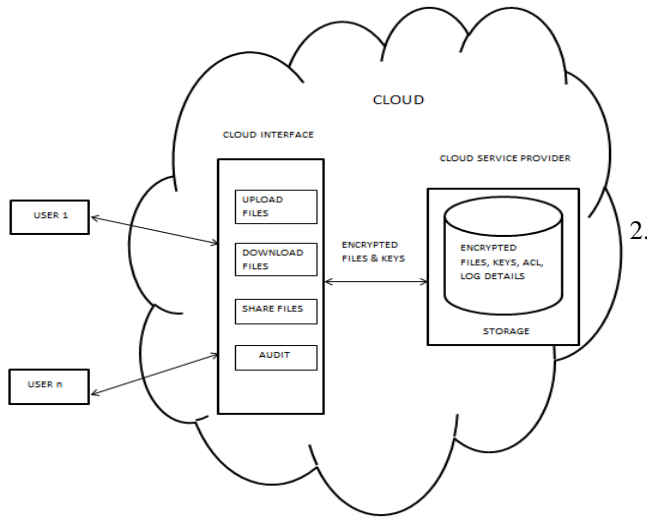 CLOUD
CLOUD INTERFACE
CLOUD SERVICE PROVIDER
USER 1
UPLOAD
FILES
DOWNLOAD
FILES
SHARE FILES
AUDIT
ENCRYPTED
FILES & KEYS
ENCRYPTED
FILES, KEYS, ACL,
LOG DETAILS
STORAGE
2.
USER n